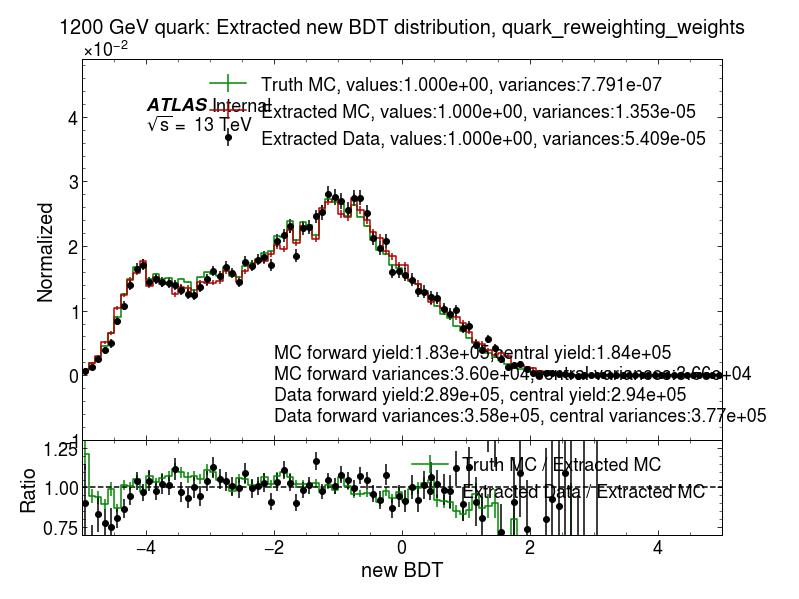 1200 GeV quark: Extracted new BDT distribution, quark_reweighting_weights
×10−2
Truth MC, values:1.000e+00, variances:7.791e-07
ATLAS Internal
Extracted MC, values:1.000e+00, variances:1.353e-05
√s = 13 TeV
Extracted Data, values:1.000e+00, variances:5.409e-05
4
3
2
1
0
−1
Normalized
MC forward yield:1.83e+05, central yield:1.84e+05
MC forward variances:3.60e+04, central variances:3.66e+04
Data forward yield:2.89e+05, central yield:2.94e+05
Data forward variances:3.58e+05, central variances:3.77e+05
1.25
1.00
0.75
Ratio
Truth MC / Extracted MC
Extracted Data / Extracted MC
−4 −2 0 2 4
new BDT